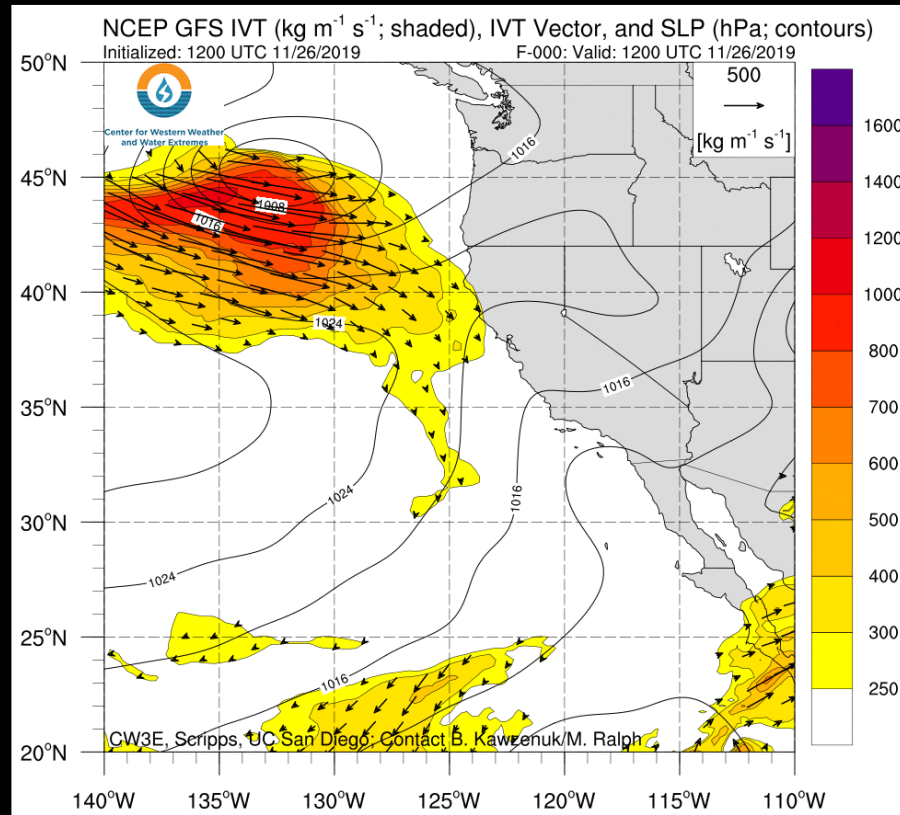 NCEP GFS IVT (kg m⁻¹ s⁻¹; shaded), IVT Vector, and SLP (hPa; contours)
Initialized: 1200 UTC 11/26/2019 F-000: Valid: 1200 UTC 11/26/2019
50°N
500
[kg m⁻¹ s⁻¹]
Center for Western Weather
and Water Extremes
1600
1016
45°N
1400
1008
1016
1200
40°N
1000
1024
800
1016
35°N
700
600
1024
1016
30°N
500
1024
400
25°N
300
1016
250
CW3E, Scripps, UC San Diego; Contact B. Kawzenuk/M. Ralph
20°N
140°W 135°W 130°W 125°W 120°W 115°W 110°W